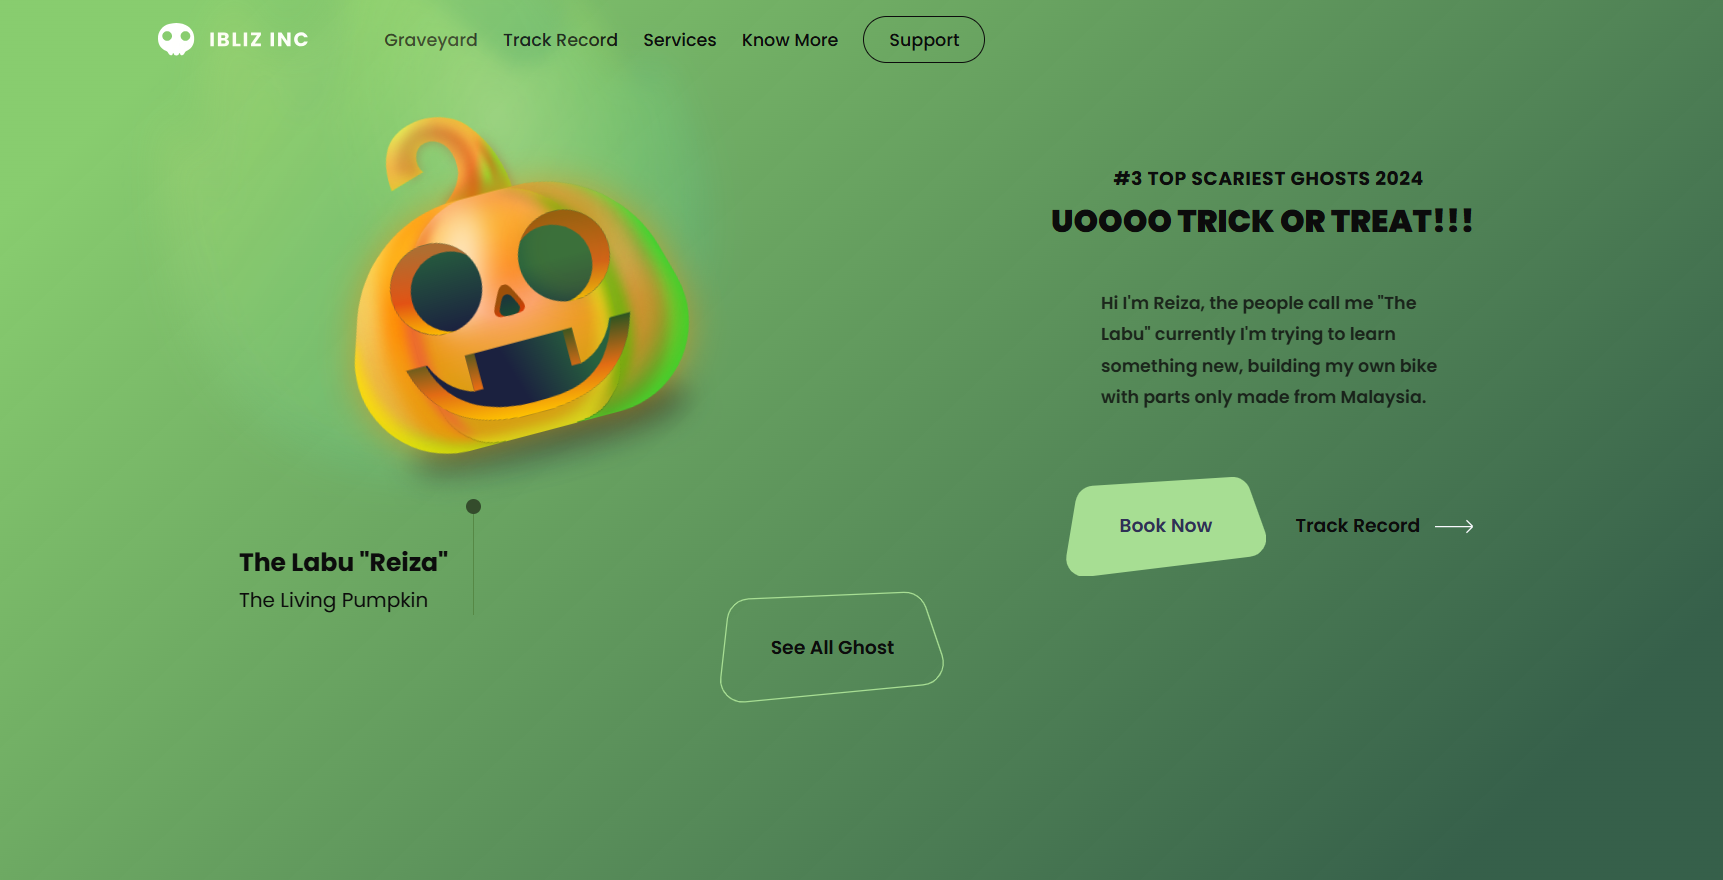 IBLIZ INC
Graveyard
Track Record
Services
Know More
Support
#3 TOP SCARIEST GHOSTS 2024
UOOOO TRICK OR TREAT!!!
Hi I'm Reiza, the people call me "The
Labu" currently I'm trying to learn
something new, building my own bike
with parts only made from Malaysia.
Book Now
Track Record
The Labu "Reiza"
The Living Pumpkin
See All Ghost